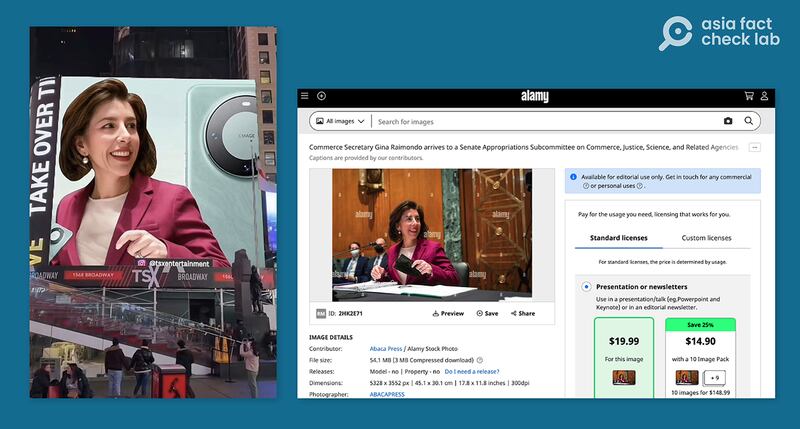 asia fact
check lab
TAKE OVER TI
VE
XMAGE
@tsxentertainment
1568 BROADWAY
TSX
BROADWAY
1568 BROADWAY
alamy
All images
Search for images
Commerce Secretary Gina Raimondo arrives to a Senate Appropriations Subcommittee on Commerce, Justice, Science, and Related Agencies
Captions are provided by our contributors.
alamy
alamy
alamy
alamy
RM ID: 2HK2E71
Preview
Save
Share
IMAGE DETAILS
Contributor: Abaca Press / Alamy Stock Photo
File size: 54.1 MB (3 MB Compressed download)
Releases: Model - no | Property - no Do I need a release?
Dimensions: 5328 x 3552 px | 45.1 x 30.1 cm | 17.8 x 11.8 inches | 300dpi
Photographer: ABACAPRESS
Available for editorial use only. Get in touch for any commercial
or personal uses
Pay for the usage you need, licensing that works for you.
Standard licenses
Custom licenses
For standard licenses, the price is determined by usage.
Presentation or newsletters
Use in a presentation/talk (eg,Powerpoint and
Keynote) or in an editorial newsletter.
$19.99
For this image
Save 25%
$14.90
with a 10 Image Pack
+ 9
10 images for $148.99